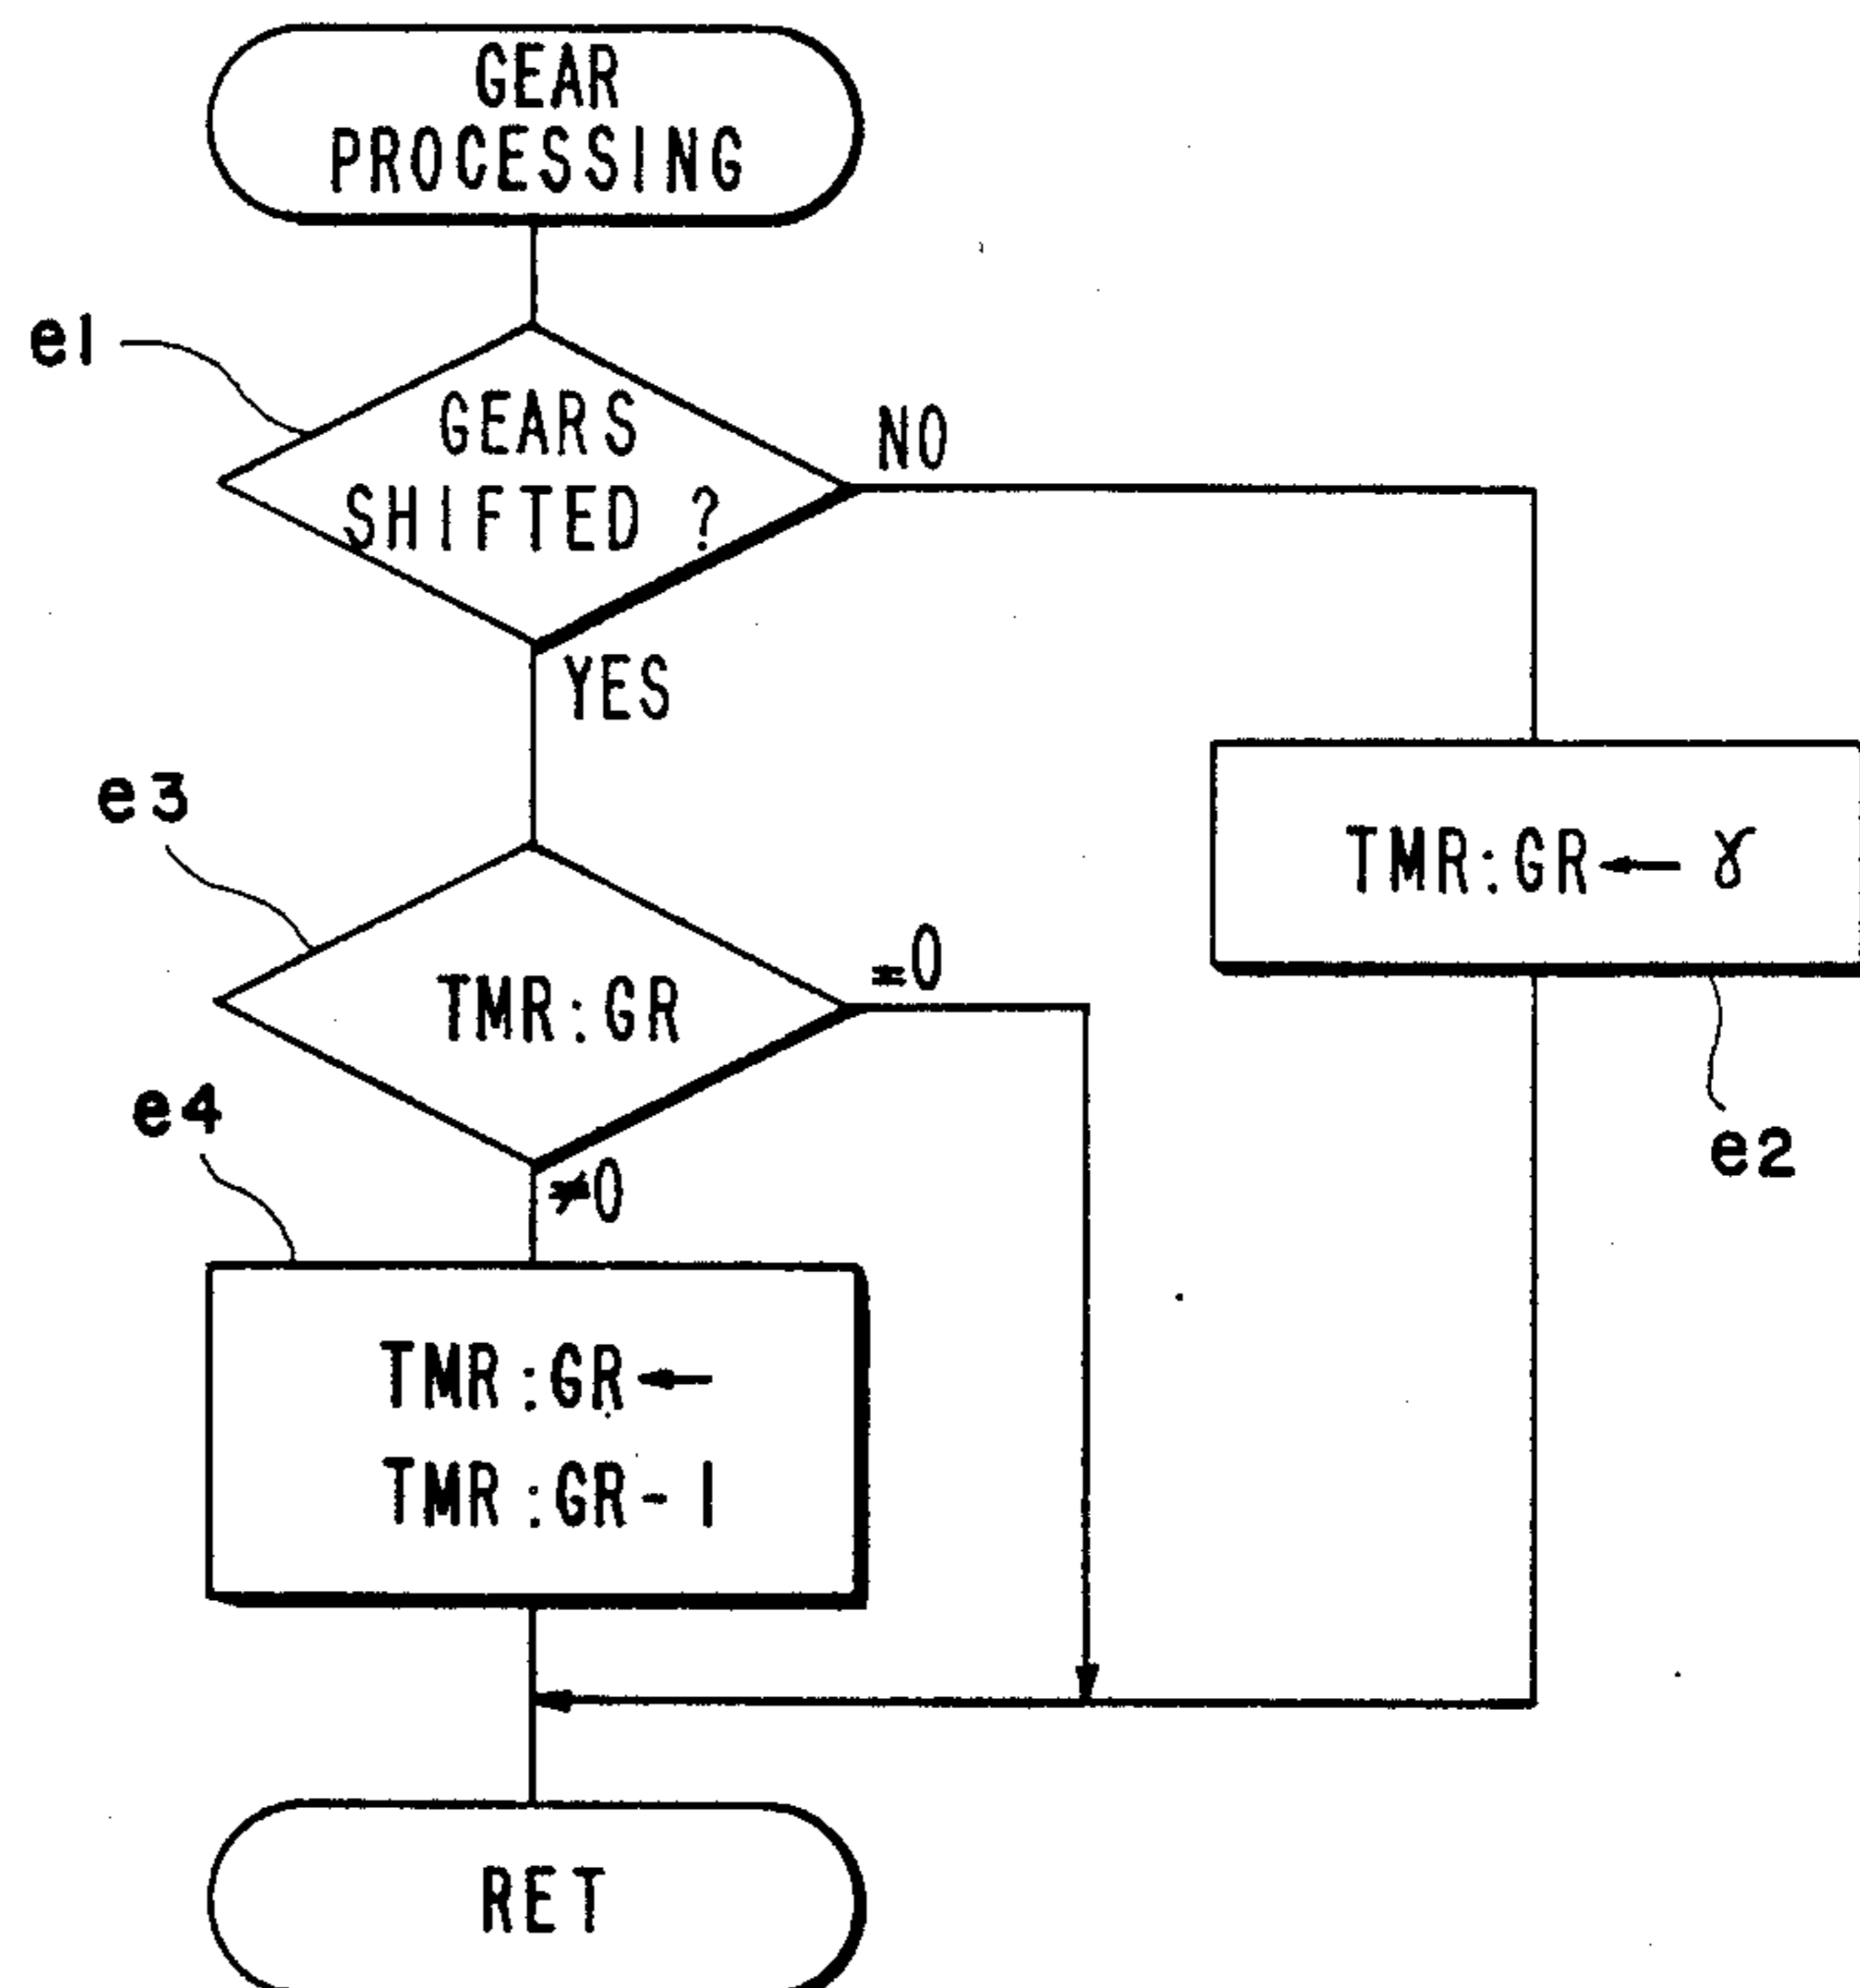 GEAR
PROCESSING
e1
GEARS
SHIFTED ?
NO
YES
e3
TMR:GR
=0
TMR:GR← γ
e2
e4
≠0
TMR:GR←
TMR:GR-1
RET